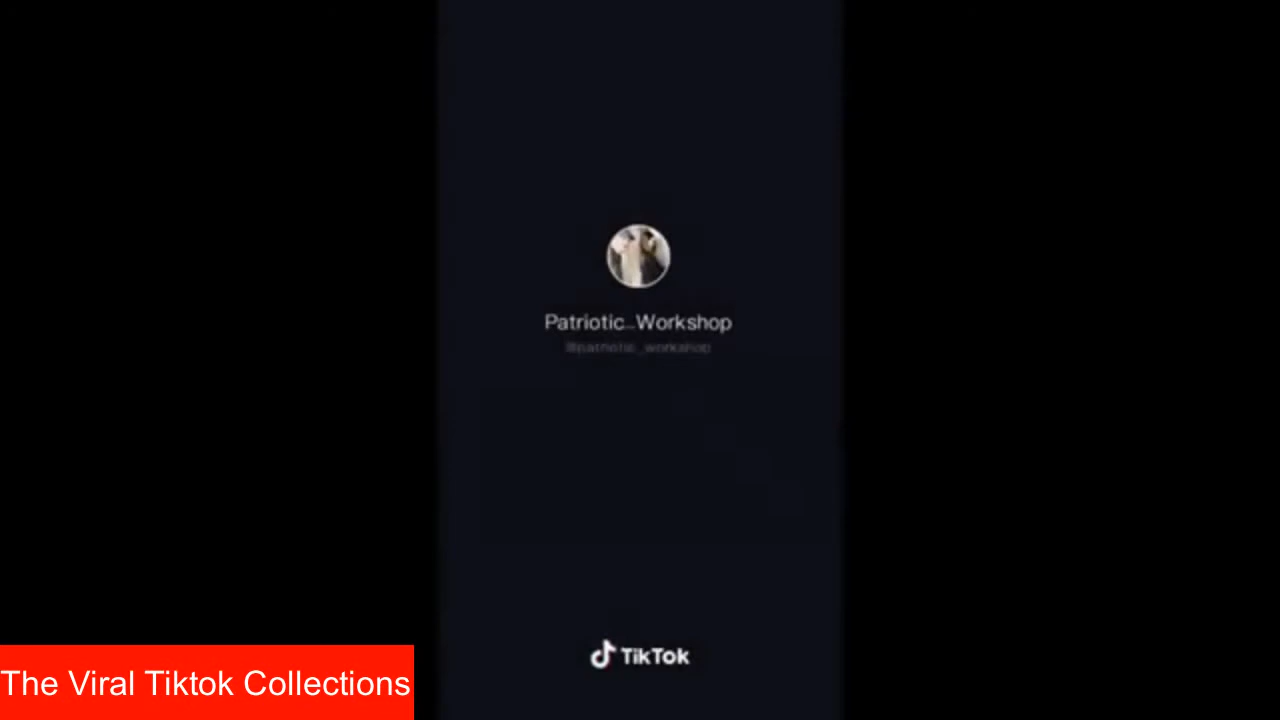 Patriotic_Workshop
@patriotic_workshop
TikTok
The Viral Tiktok Collections